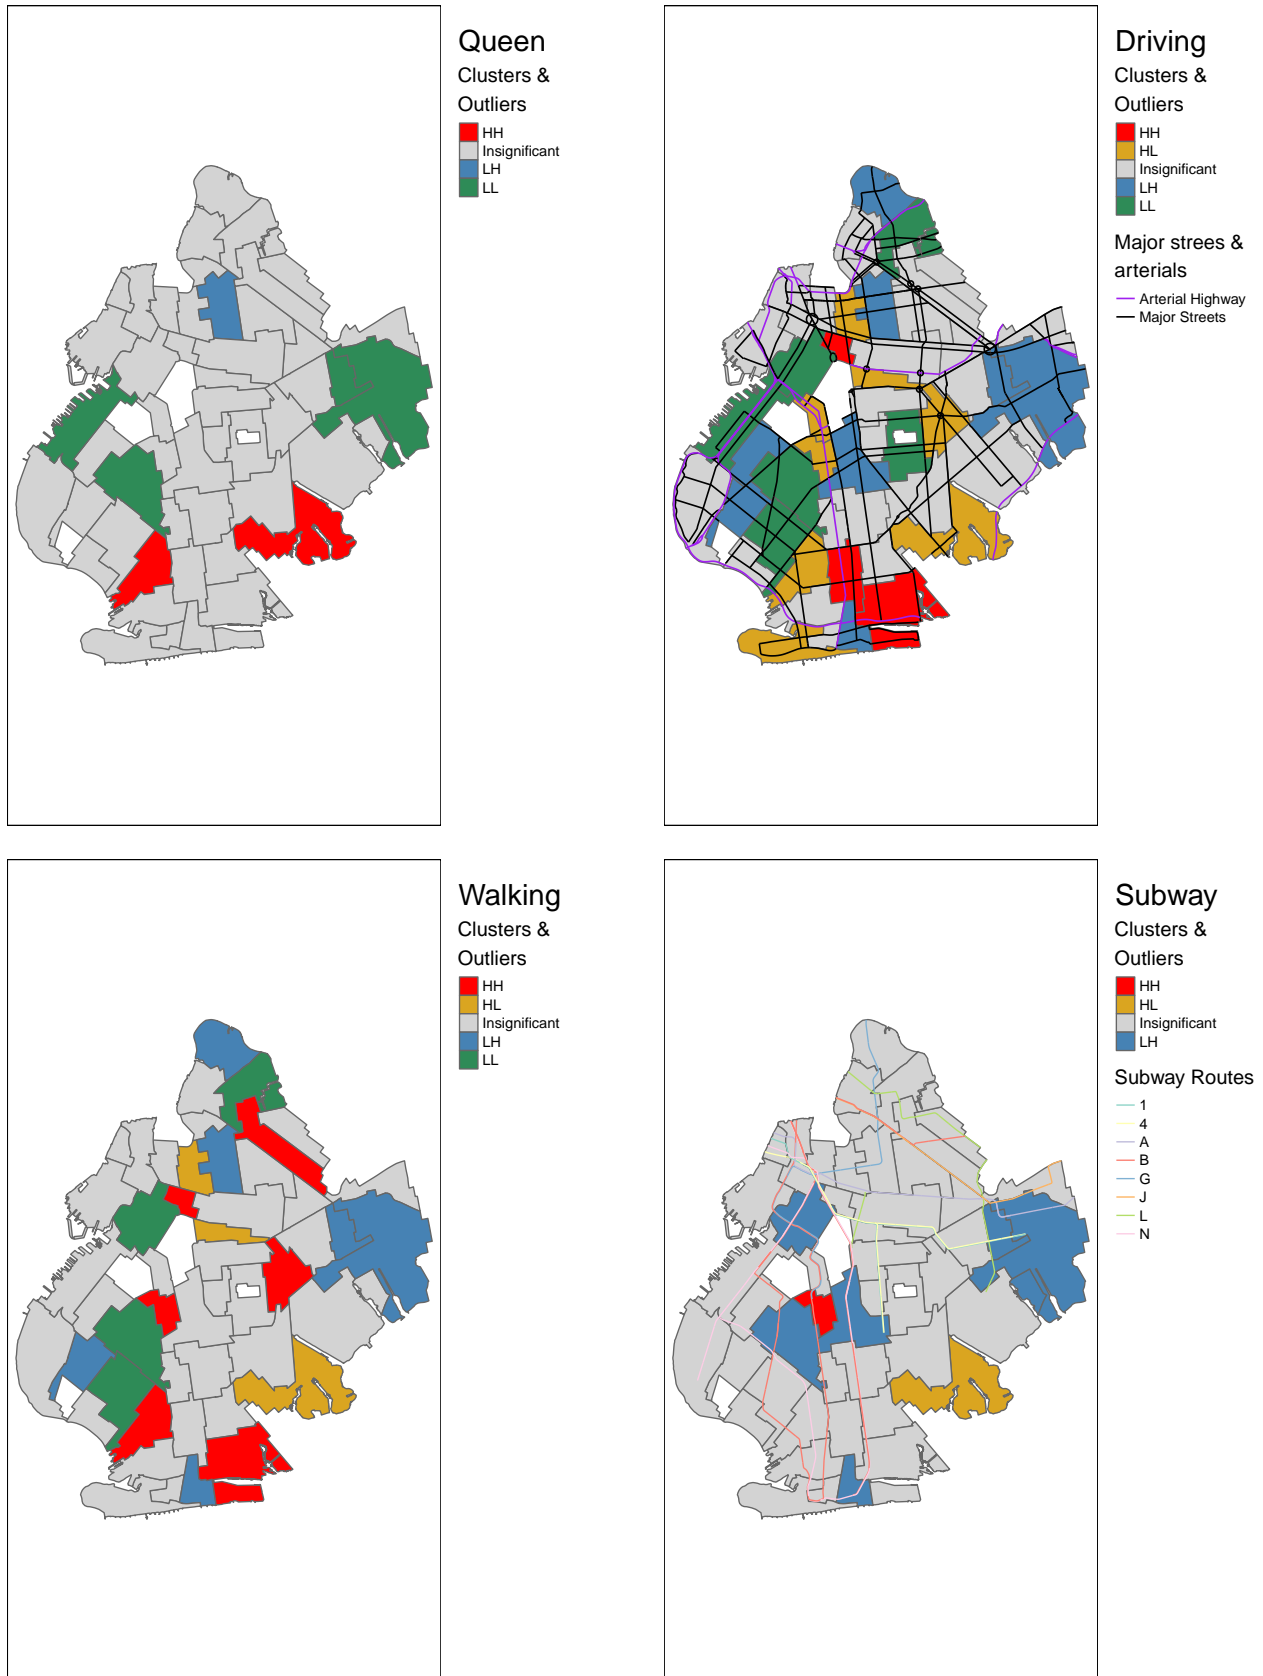 Queen
Clusters &
Outliers
HH
Insignificant
LH
LL
Driving
Clusters &
Outliers
HH
HL
Insignificant
LH
LL
Major strees &
arterials
Arterial Highway
Major Streets
Walking
Clusters &
Outliers
HH
HL
Insignificant
LH
LL
Subway
Clusters &
Outliers
HH
HL
Insignificant
LH
Subway Routes
1
4
A
B
G
J
L
N